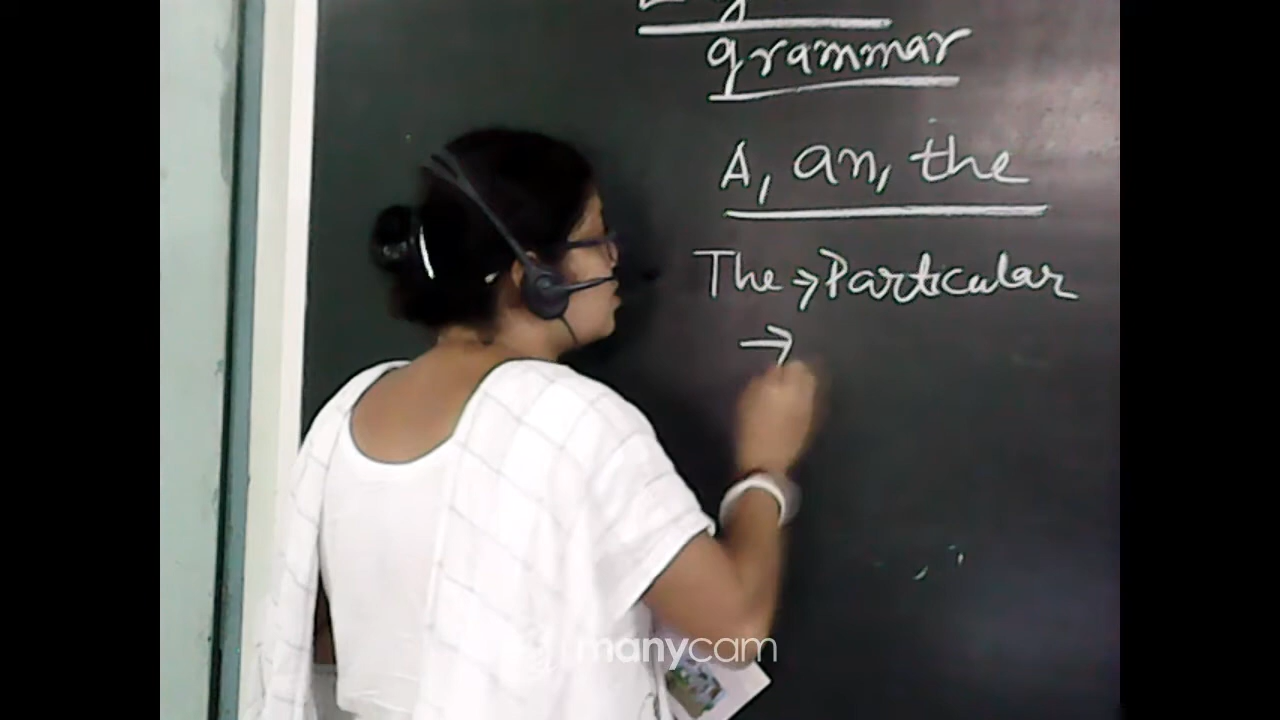 grammar
A, an, the
The → Particular
→
manycam